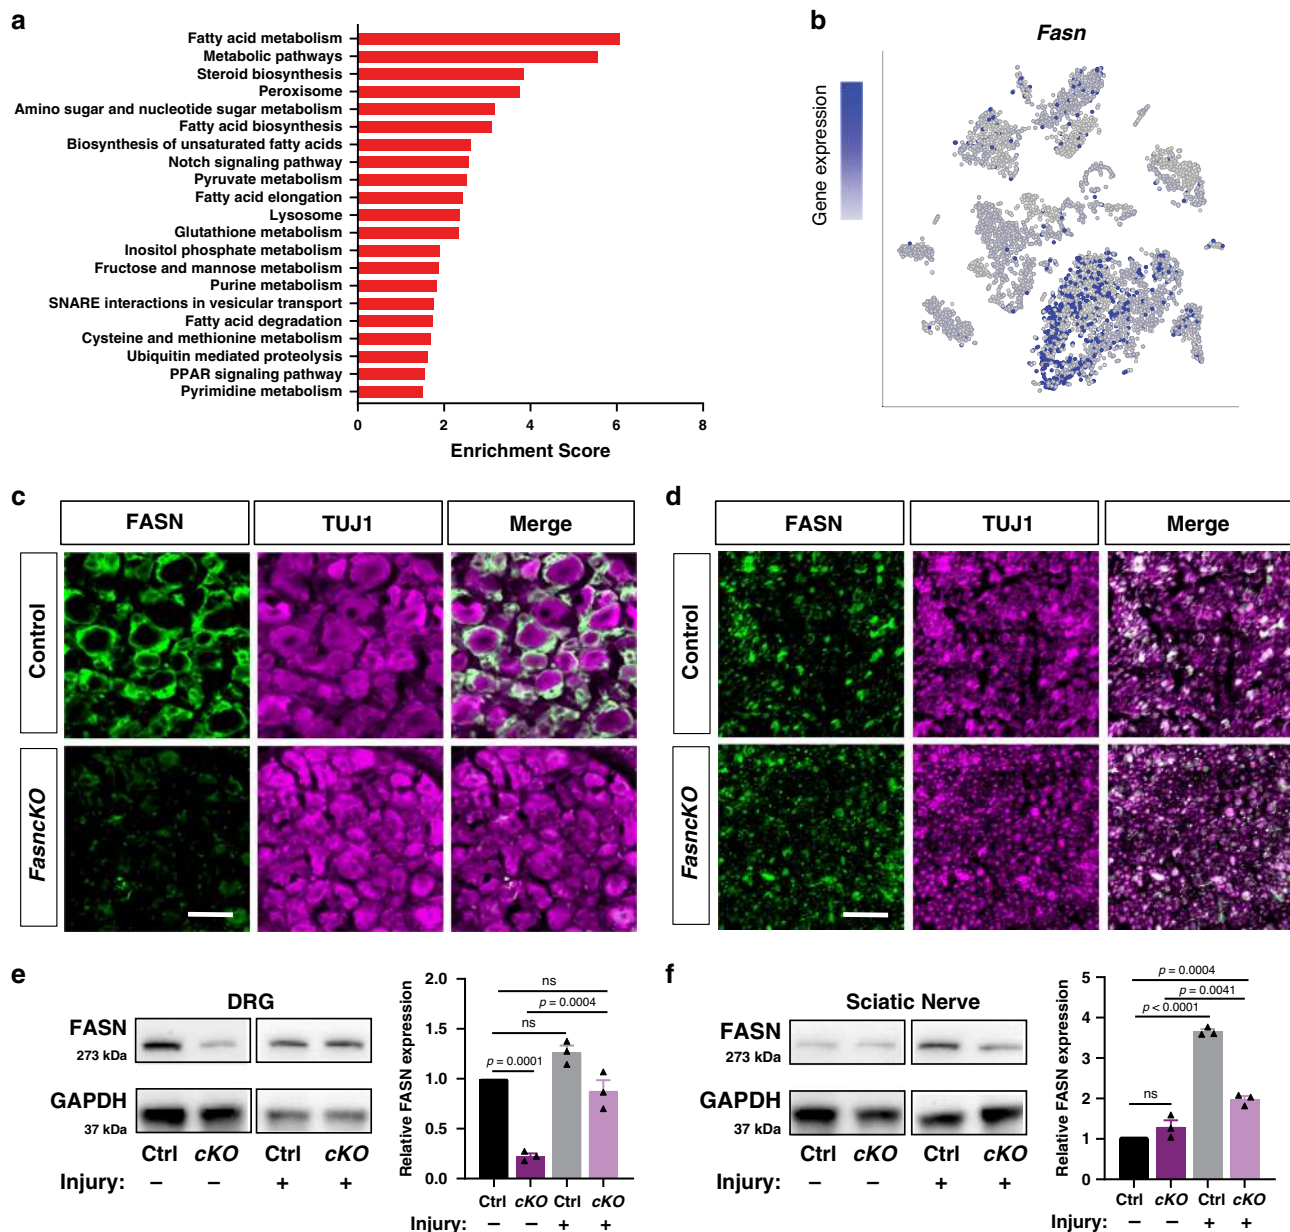 a
Fatty acid metabolism
Metabolic pathways
Steroid biosynthesis
Peroxisome
Amino sugar and nucleotide sugar metabolism
Fatty acid biosynthesis
Biosynthesis of unsaturated fatty acids
Notch signaling pathway
Pyruvate metabolism
Fatty acid elongation
Lysosome
Glutathione metabolism
Inositol phosphate metabolism
Fructose and mannose metabolism
Purine metabolism
SNARE interactions in vesicular transport
Fatty acid degradation
Cysteine and methionine metabolism
Ubiquitin mediated proteolysis
PPAR signaling pathway
Pyrimidine metabolism
0 2 4 6 8
Enrichment Score
b
Fasn
Gene expression
c
FASN TUJ1 Merge
Control
FasncKO
d
FASN TUJ1 Merge
Control
FasncKO
e
DRG
FASN
273 kDa
GAPDH
37 kDa
Ctrl cKO Ctrl cKO
Injury: – – + +
Relative FASN expression
2.0
1.5
1.0
0.5
0.0
ns
p = 0.0004
ns
p = 0.0001
Ctrl cKO Ctrl cKO
Injury: – – + +
f
Sciatic Nerve
FASN
273 kDa
GAPDH
37 kDa
Ctrl cKO Ctrl cKO
Injury: – – + +
Relative FASN expression
5
4
3
2
1
0
p = 0.0004
p = 0.0041
p < 0.0001
ns
Ctrl cKO Ctrl cKO
Injury: – – + +